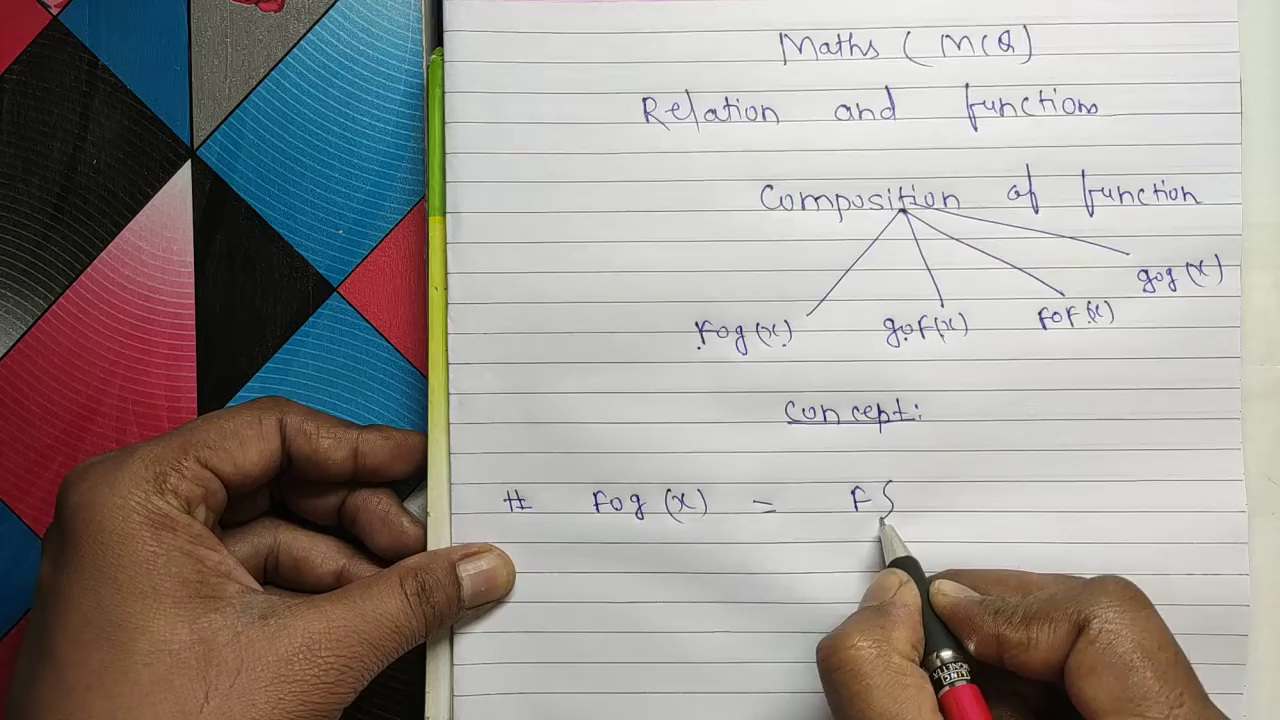 Maths (MCQ)
Relation and functions
Composition of function
Fog(x) gof(x) FoF(x) gog(x)
Concept:
# Fog(x) = F{